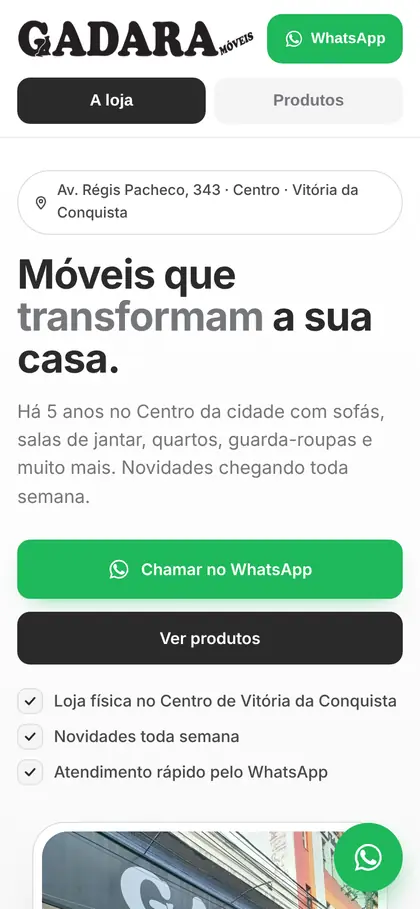 GADARA MÓVEIS
WhatsApp
A loja
Produtos
Av. Régis Pacheco, 343 · Centro · Vitória da
Conquista
Móveis que
transformam a sua
casa.
Há 5 anos no Centro da cidade com sofás,
salas de jantar, quartos, guarda-roupas e
muito mais. Novidades chegando toda
semana.
Chamar no WhatsApp
Ver produtos
Loja física no Centro de Vitória da Conquista
Novidades toda semana
Atendimento rápido pelo WhatsApp